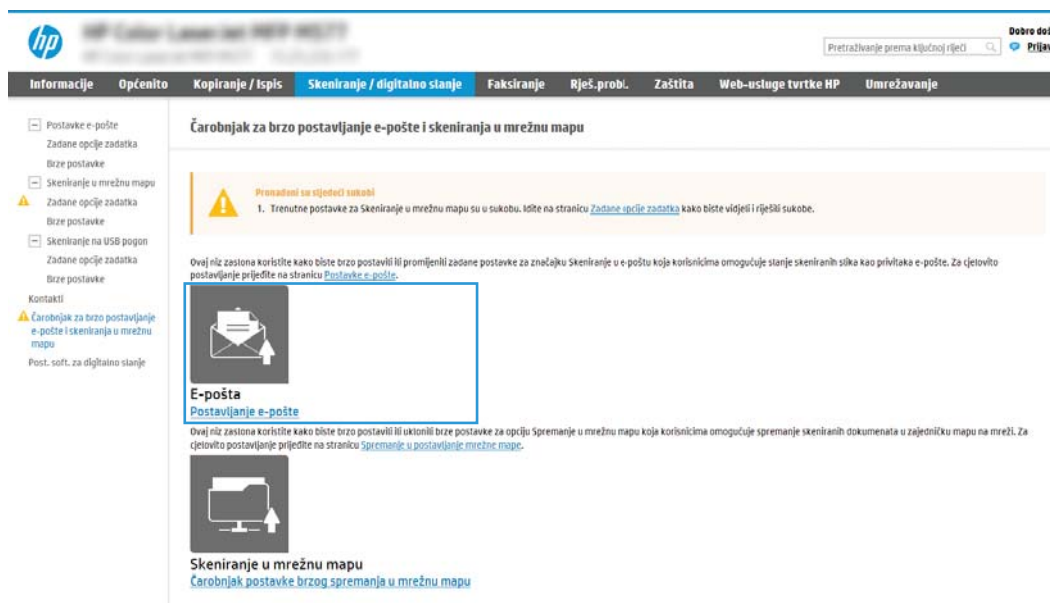 hp
Dobro doš
Pretraživanje prema ključnoj riječi
Prijav
Informacije Općenito Kopiranje / Ispis Skeniranje / digitalno slanje Faksiranje Rješ.probl. Zaštita Web-usluge tvrtke HP Umrežavanje
Postavke e-pošte
Zadane opcije zadatka
Brze postavke
Skeniranje u mrežnu mapu
Zadane opcije zadatka
Brze postavke
Skeniranje na USB pogon
Zadane opcije zadatka
Brze postavke
Kontakti
Čarobnjak za brzo postavljanje
e-pošte i skeniranja u mrežnu
mapu
Post. soft. za digitalno slanje
Čarobnjak za brzo postavljanje e-pošte i skeniranja u mrežnu mapu
Pronađeni su sljedeći sukobi
1. Trenutne postavke za Skeniranje u mrežnu mapu su u sukobu. Idite na stranicu Zadane opcije zadatka kako biste vidjeli i riješili sukobe.
Ovaj niz zaslona koristite kako biste brzo postavili ili promijenili zadane postavke za značajku Skeniranje u e-poštu koja korisnicima omogućuje slanje skeniranih slika kao privitaka e-pošte. Za cjelovito
postavljanje prijeđite na stranicu Postavke e-pošte.
E-pošta
Postavljanje e-pošte
Ovaj niz zaslona koristite kako biste brzo postavili ili uklonili brze postavke za opciju Spremanje u mrežnu mapu koja korisnicima omogućuje spremanje skeniranih dokumenata u zajedničku mapu na mreži. Za
cjelovito postavljanje prijeđite na stranicu Spremanje u postavljanje mrežne mape.
Skeniranje u mrežnu mapu
Čarobnjak postavke brzog spremanja u mrežnu mapu